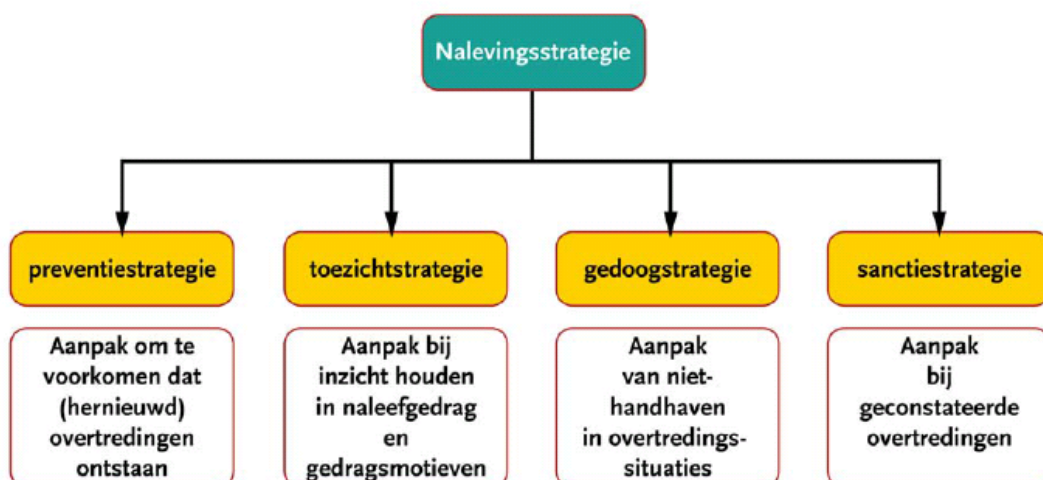 Nalevingsstrategie
preventiestrategie
toezichtstrategie
gedoogstrategie
sanctiestrategie
Aanpak om te
voorkomen dat
(hernieuwd)
overtredingen
ontstaan
Aanpak bij
inzicht houden
in naleefgedrag
en
gedragsmotieven
Aanpak
van niet-
handhaven
in overtredings-
situaties
Aanpak
bij
geconstateerde
overtredingen